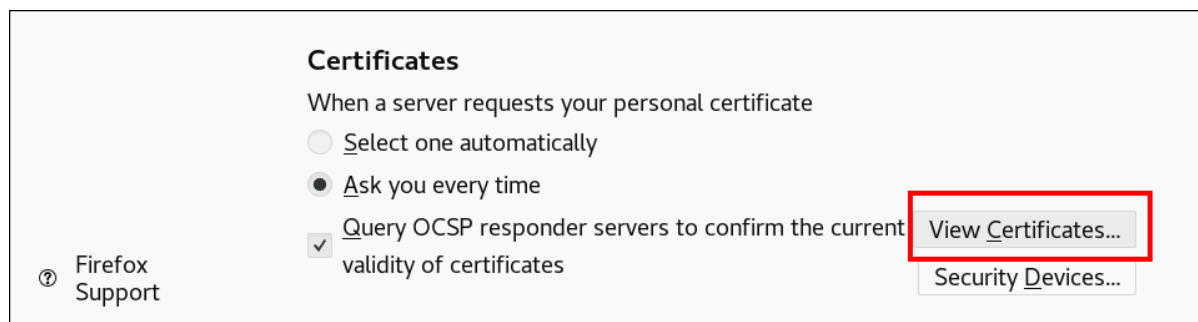 Certificates
When a server requests your personal certificate
Select one automatically
Ask you every time
Query OCSP responder servers to confirm the current
validity of certificates
View Certificates...
Security Devices...
Firefox
Support